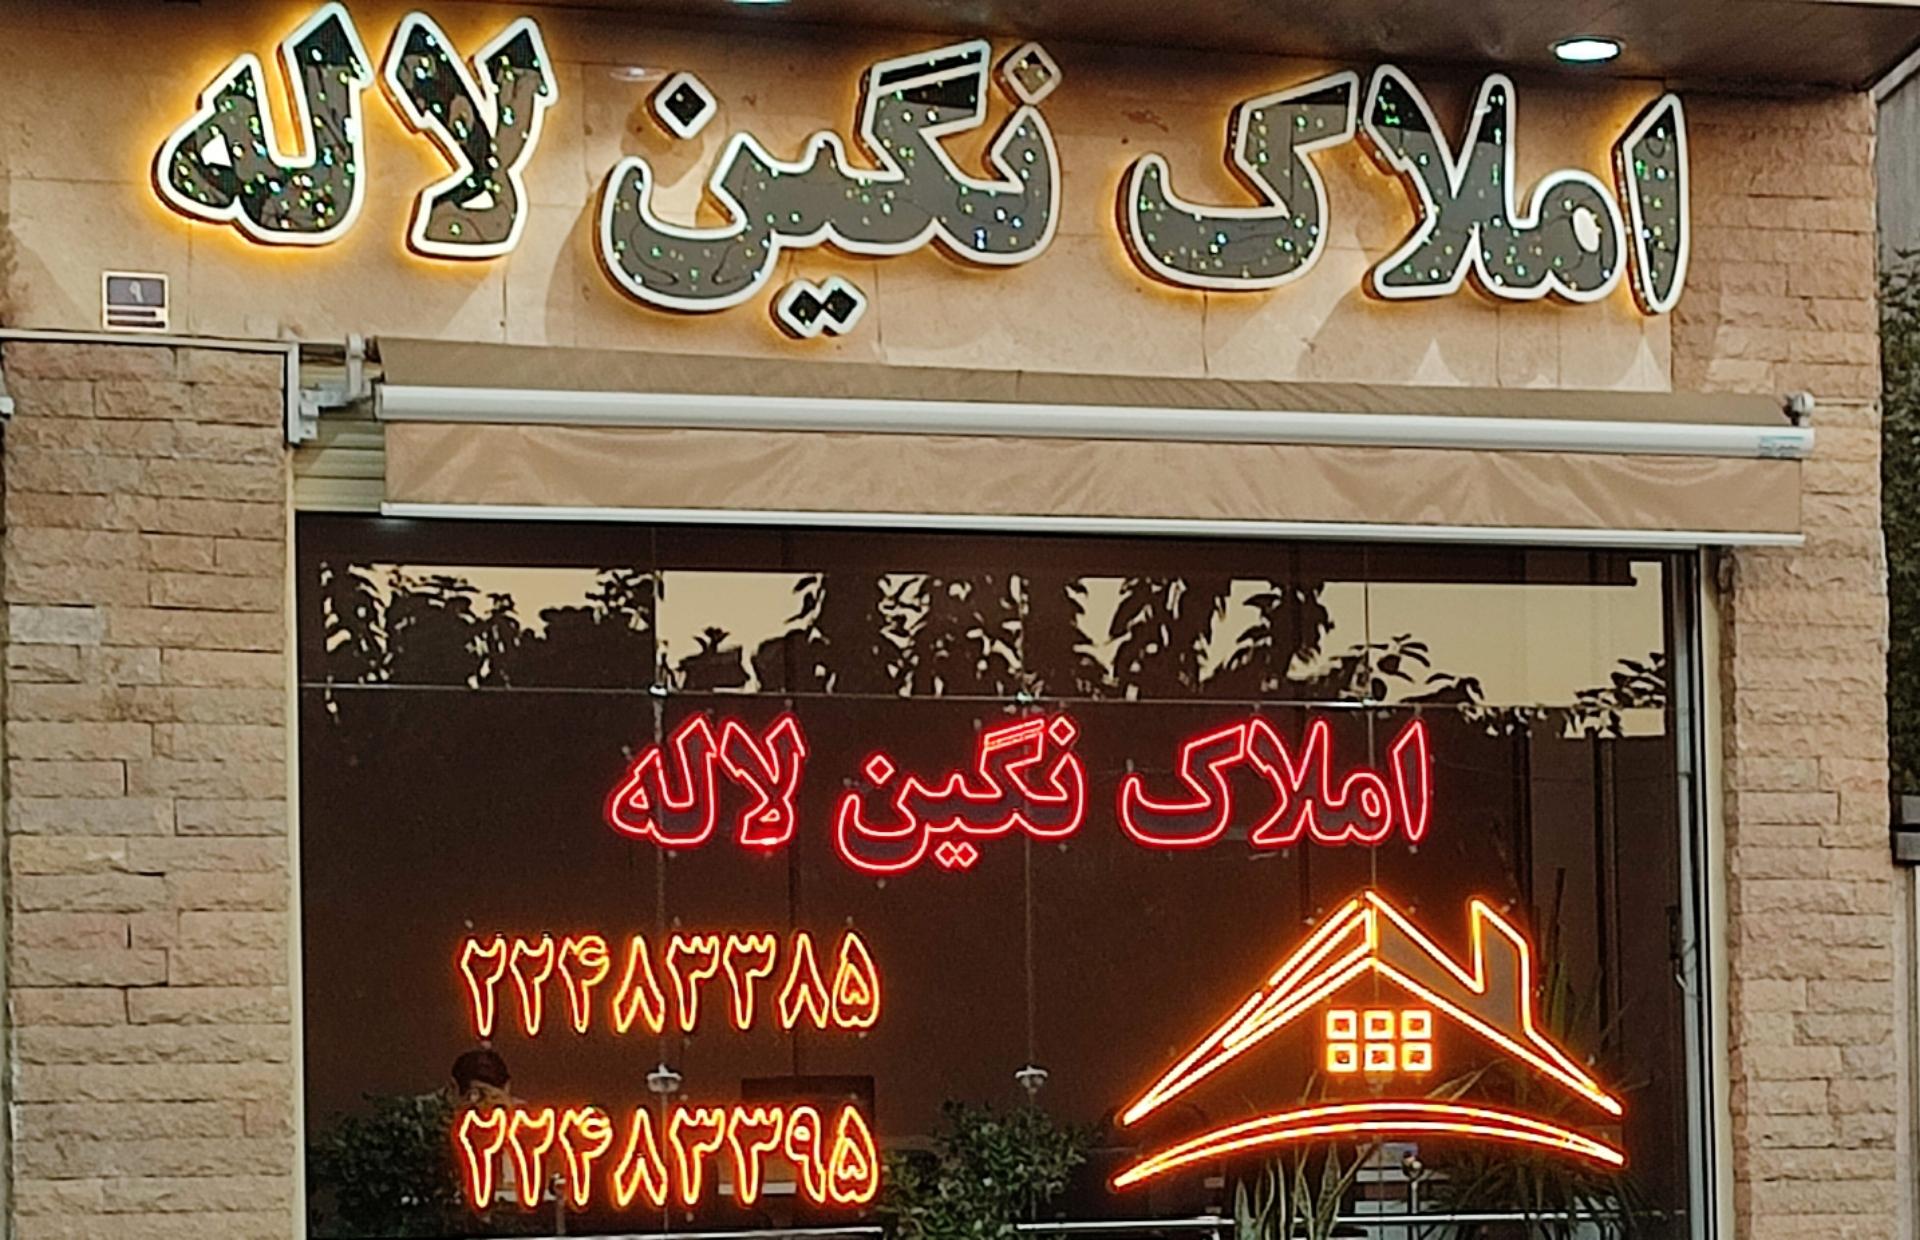 املاک نگین لاله
۹
املاک نگین لاله
۲۲۴۸۳۳۸۵
۲۲۴۸۳۳۹۵